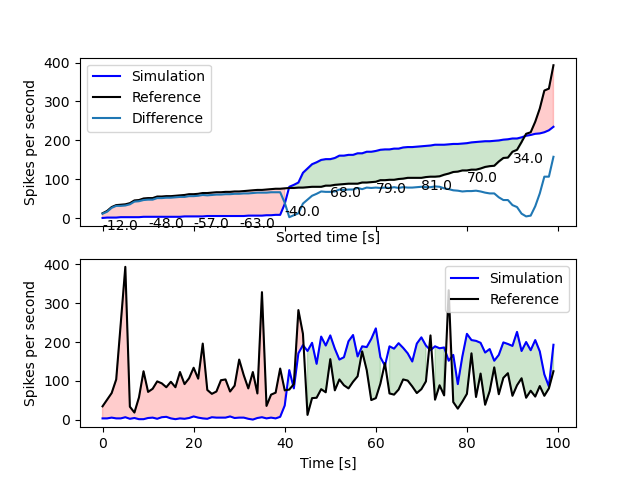 400
300
200
100
0
Spikes per second
Simulation
Reference
Difference
-12.0
-48.0
-57.0
-63.0
-40.0
68.0
79.0
81.0
70.0
34.0
Sorted time [s]
400
300
200
100
0
Spikes per second
Simulation
Reference
0
20
40
60
80
100
Time [s]